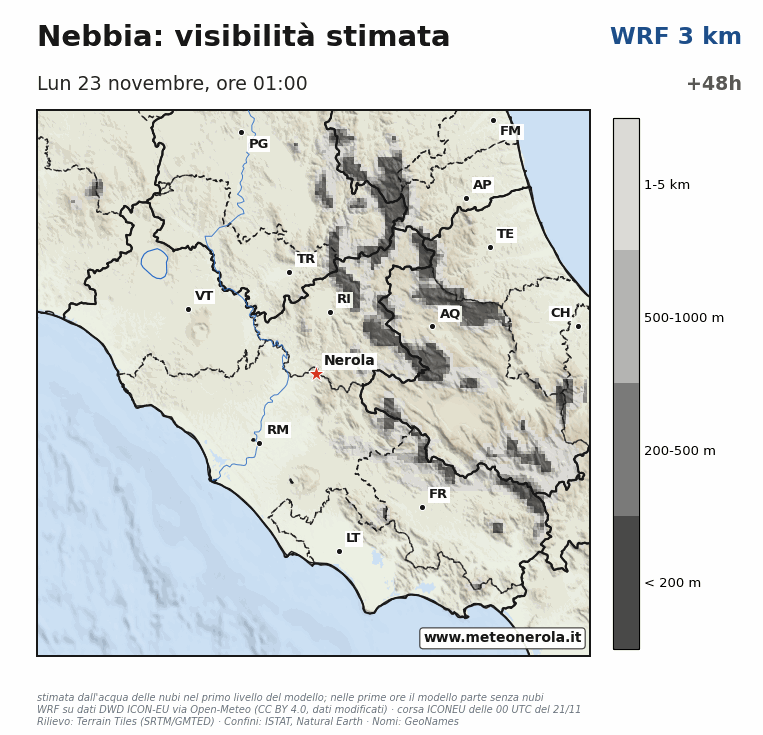 Nebbia: visibilità stimata
WRF 3 km
Lun 23 novembre, ore 01:00
+48h
FM
PG
AP
TE
TR
VT
RI
AQ
CH
Nerola
RM
FR
LT
www.meteonerola.it
1-5 km
500-1000 m
200-500 m
< 200 m
stimata dall'acqua delle nubi nel primo livello del modello; nelle prime ore il modello parte senza nubi
WRF su dati DWD ICON-EU via Open-Meteo (CC BY 4.0, dati modificati) · corsa ICONEU delle 00 UTC del 21/11
Rilievo: Terrain Tiles (SRTM/GMTED) · Confini: ISTAT, Natural Earth · Nomi: GeoNames